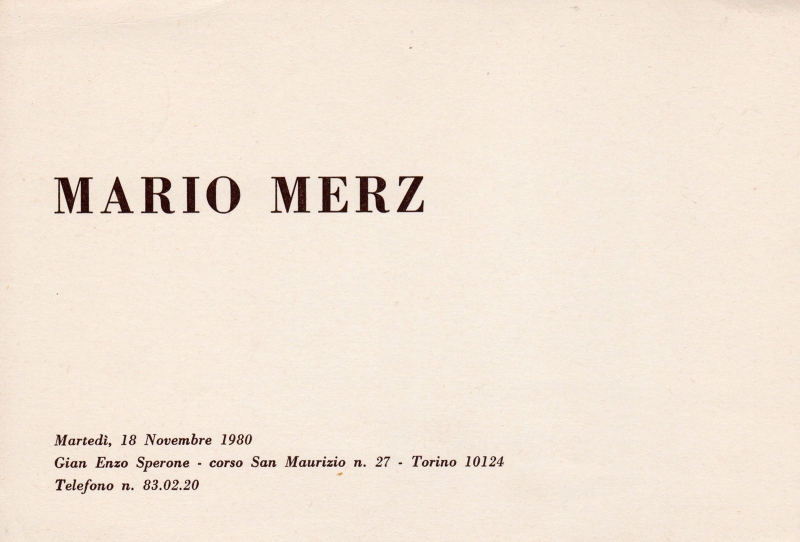 MARIO MERZ
Martedì, 18 Novembre 1980
Gian Enzo Sperone - corso San Maurizio n. 27 - Torino 10124
Telefono n. 83.02.20